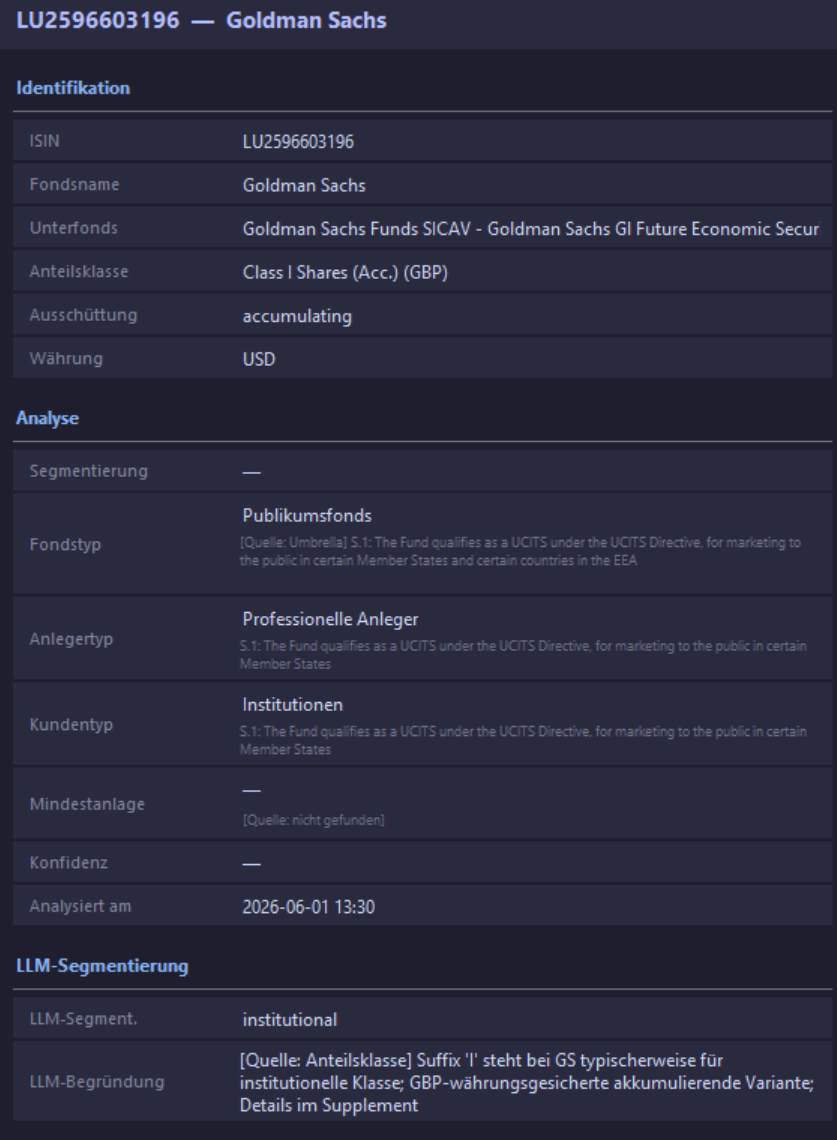 LU2596603196 — Goldman Sachs
Identifikation
ISIN LU2596603196
Fondsname Goldman Sachs
Unterfonds Goldman Sachs Funds SICAV - Goldman Sachs GI Future Economic Securi
Anteilsklasse Class I Shares (Acc.) (GBP)
Ausschüttung accumulating
Währung USD
Analyse
Segmentierung —
Fondstyp Publikumsfonds
[Quelle: Umbrella] S.1: The Fund qualifies as a UCITS under the UCITS Directive, for marketing to
the public in certain Member States and certain countries in the EEA
Anlegertyp Professionelle Anleger
S.1: The Fund qualifies as a UCITS under the UCITS Directive, for marketing to the public in certain
Member States
Kundentyp Institutionen
S.1: The Fund qualifies as a UCITS under the UCITS Directive, for marketing to the public in certain
Member States
Mindestanlage —
[Quelle: nicht gefunden]
Konfidenz —
Analysiert am 2026-06-01 13:30
LLM-Segmentierung
LLM-Segment. institutional
LLM-Begründung [Quelle: Anteilsklasse] Suffix 'I' steht bei GS typischerweise für
institutionelle Klasse; GBP-währungsgesicherte akkumulierende Variante;
Details im Supplement